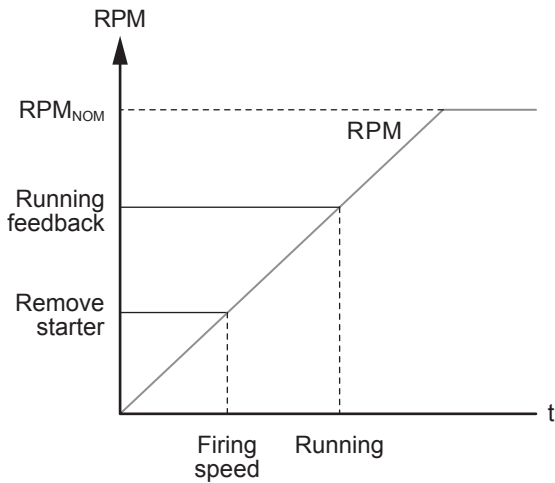 RPM
RPMNOM
RPM
Running
feedback
Remove
starter
t
Firing
speed
Running